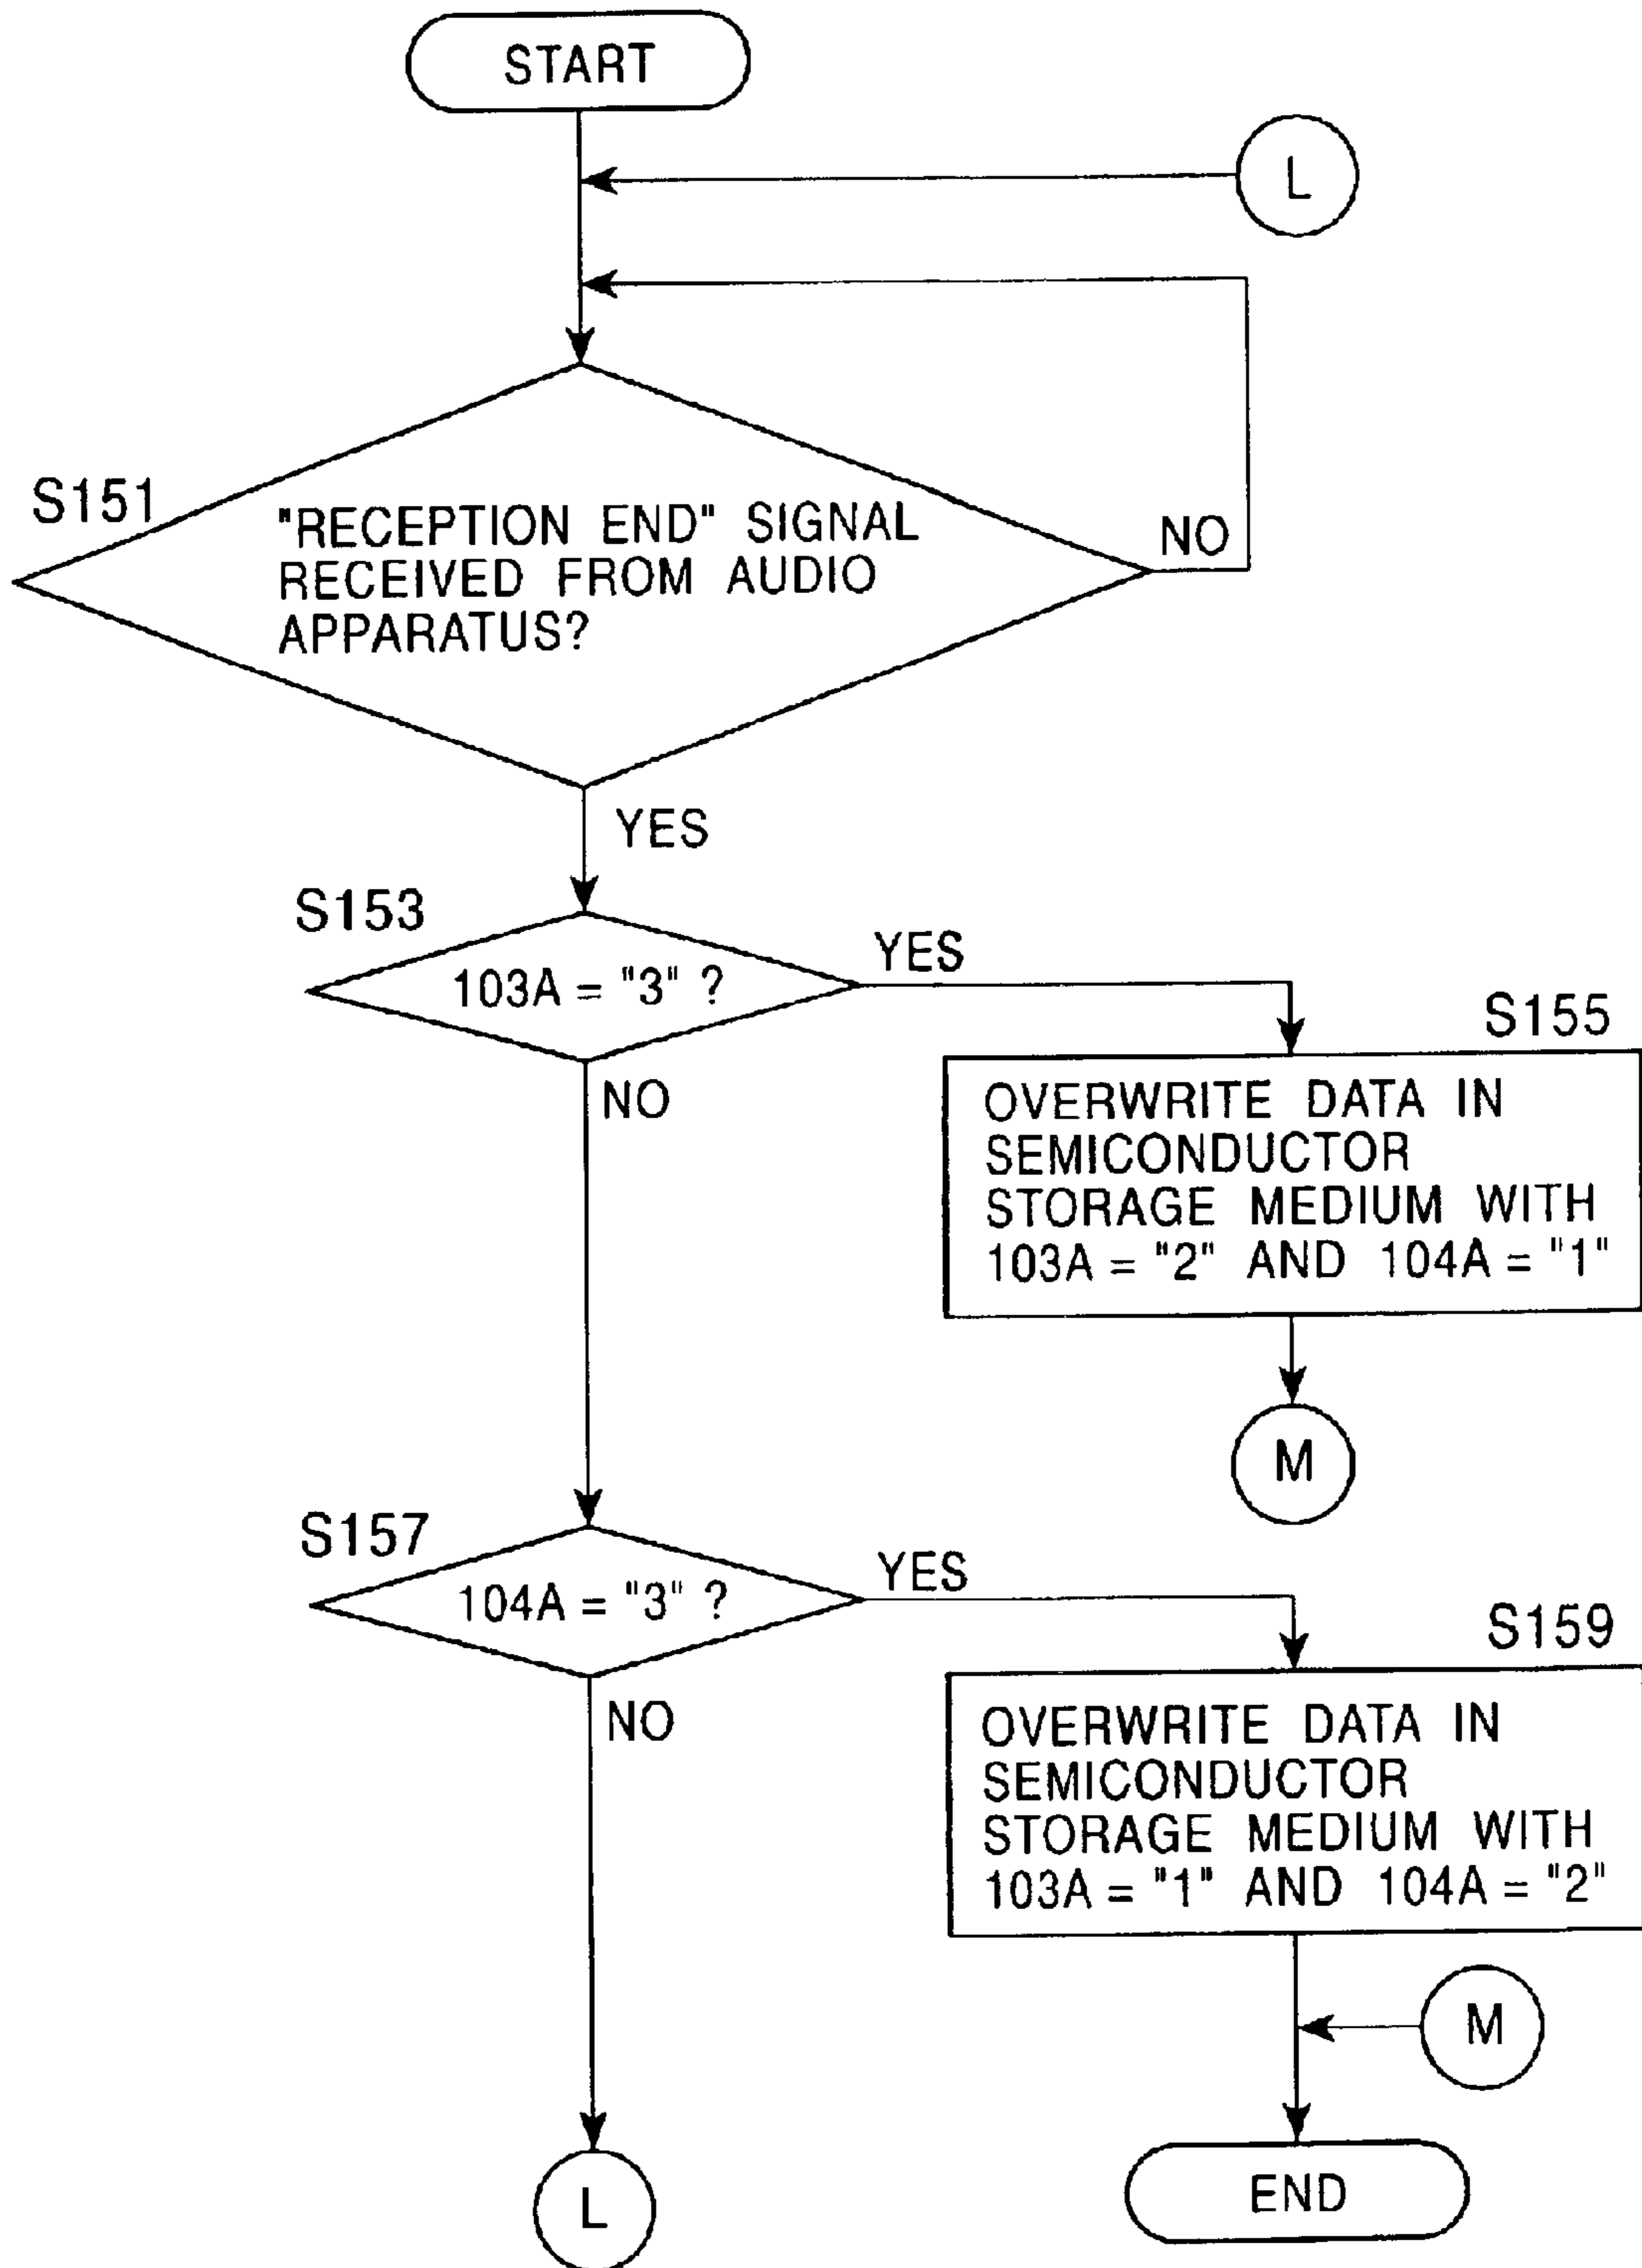 START
L
S151
"RECEPTION END" SIGNAL
RECEIVED FROM AUDIO
APPARATUS?
NO
YES
S153
103A = "3" ?
YES
NO
S155
OVERWRITE DATA IN
SEMICONDUCTOR
STORAGE MEDIUM WITH
103A = "2" AND 104A = "1"
M
S157
104A = "3" ?
YES
NO
S159
OVERWRITE DATA IN
SEMICONDUCTOR
STORAGE MEDIUM WITH
103A = "1" AND 104A = "2"
M
L
END